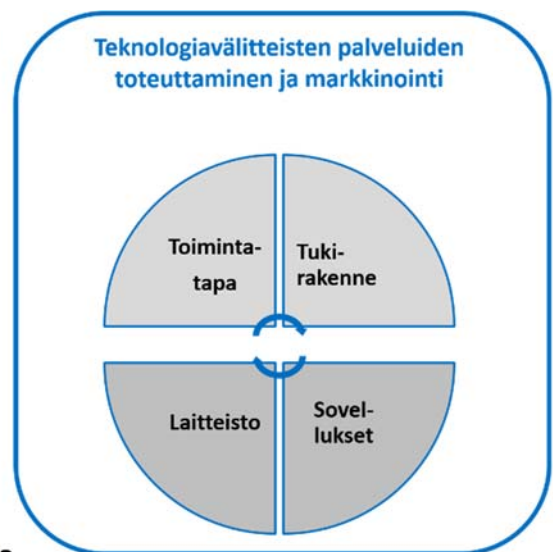 Teknologiavälitteisten palveluiden
toteuttaminen ja markkinointi
Toiminta-
tapa
Tuki-
rakenne
Laitteisto
Sovel-
lukset